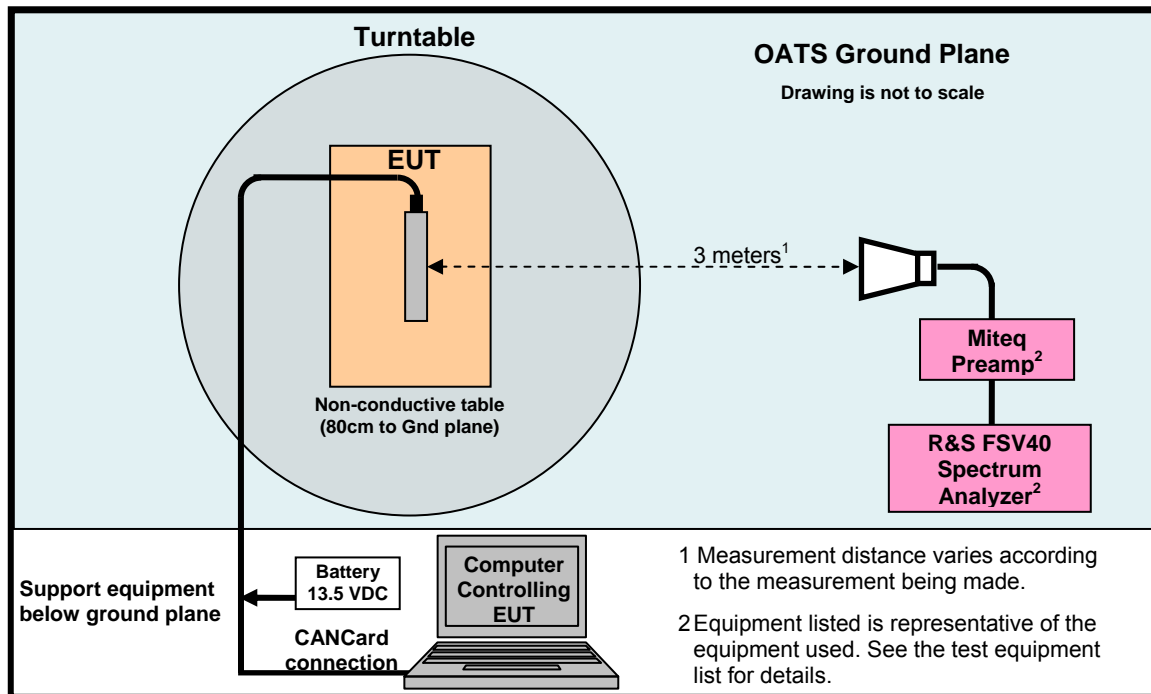 Turntable
OATS Ground Plane
Drawing is not to scale
EUT
3 meters¹
Miteq
Preamp²
Non-conductive table
(80cm to Gnd plane)
R&S FSV40
Spectrum
Analyzer²
Support equipment
below ground plane
Battery
13.5 VDC
CANCard
connection
Computer
Controlling
EUT
1 Measurement distance varies according
to the measurement being made.
2 Equipment listed is representative of the
equipment used. See the test equipment
list for details.